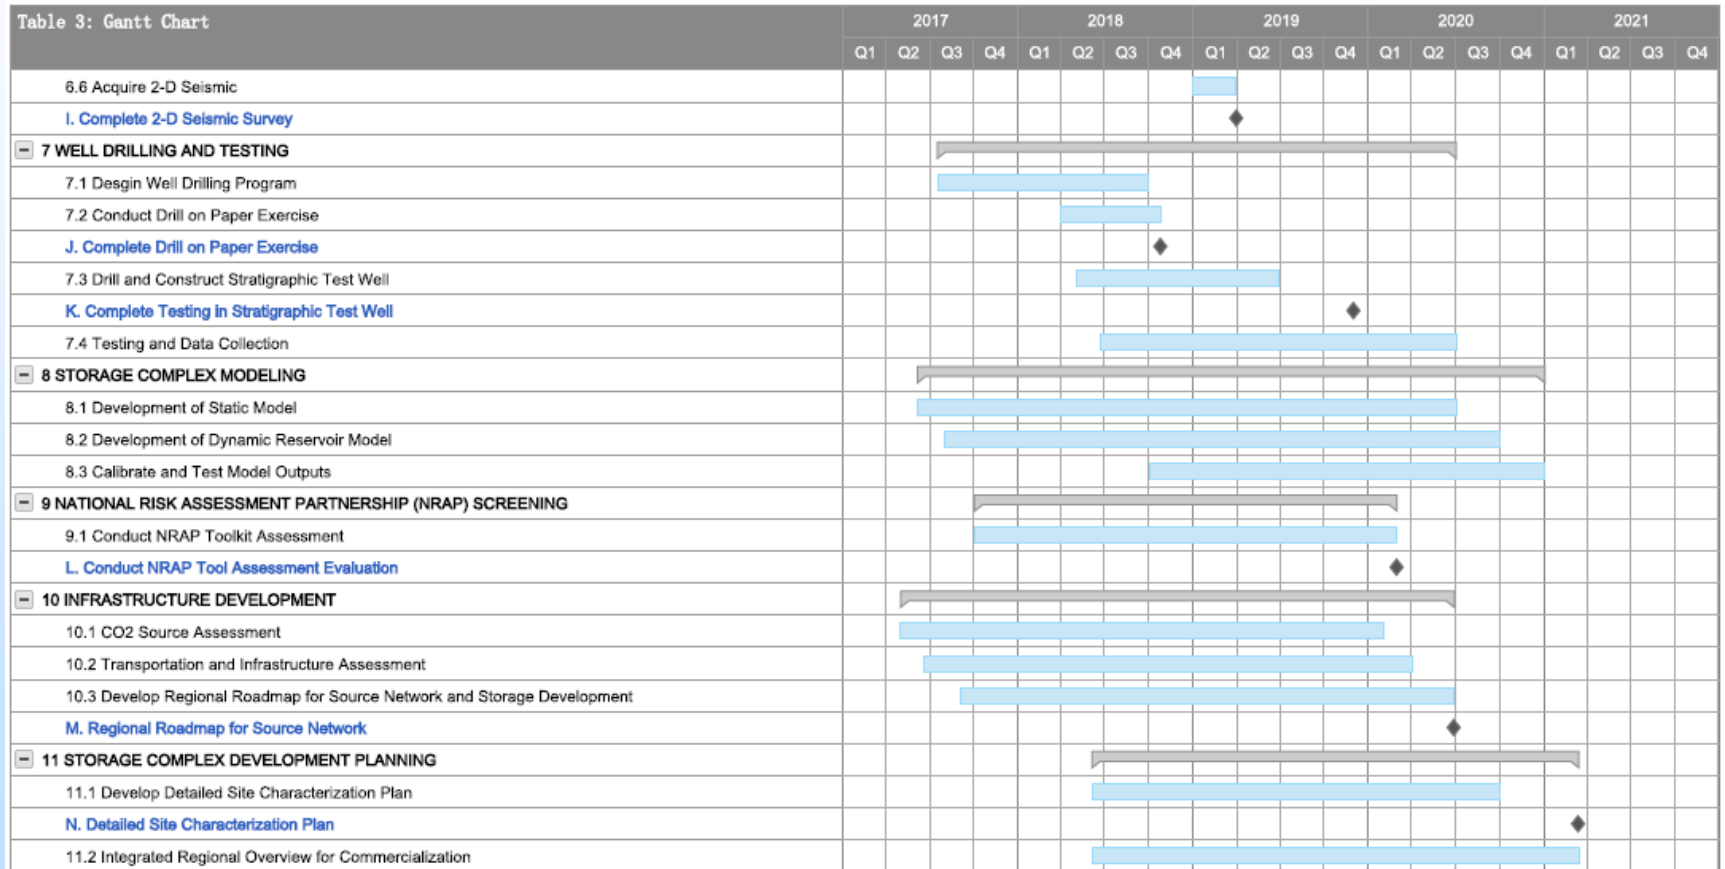 Table 3: Gantt Chart
2017 2018 2019 2020 2021
Q1 Q2 Q3 Q4 Q1 Q2 Q3 Q4 Q1 Q2 Q3 Q4 Q1 Q2 Q3 Q4 Q1 Q2 Q3 Q4
6.6 Acquire 2-D Seismic
I. Complete 2-D Seismic Survey
7 WELL DRILLING AND TESTING
7.1 Desgin Well Drilling Program
7.2 Conduct Drill on Paper Exercise
J. Complete Drill on Paper Exercise
7.3 Drill and Construct Stratigraphic Test Well
K. Complete Testing in Stratigraphic Test Well
7.4 Testing and Data Collection
8 STORAGE COMPLEX MODELING
8.1 Development of Static Model
8.2 Development of Dynamic Reservoir Model
8.3 Calibrate and Test Model Outputs
9 NATIONAL RISK ASSESSMENT PARTNERSHIP (NRAP) SCREENING
9.1 Conduct NRAP Toolkit Assessment
L. Conduct NRAP Tool Assessment Evaluation
10 INFRASTRUCTURE DEVELOPMENT
10.1 CO2 Source Assessment
10.2 Transportation and Infrastructure Assessment
10.3 Develop Regional Roadmap for Source Network and Storage Development
M. Regional Roadmap for Source Network
11 STORAGE COMPLEX DEVELOPMENT PLANNING
11.1 Develop Detailed Site Characterization Plan
N. Detailed Site Characterization Plan
11.2 Integrated Regional Overview for Commercialization